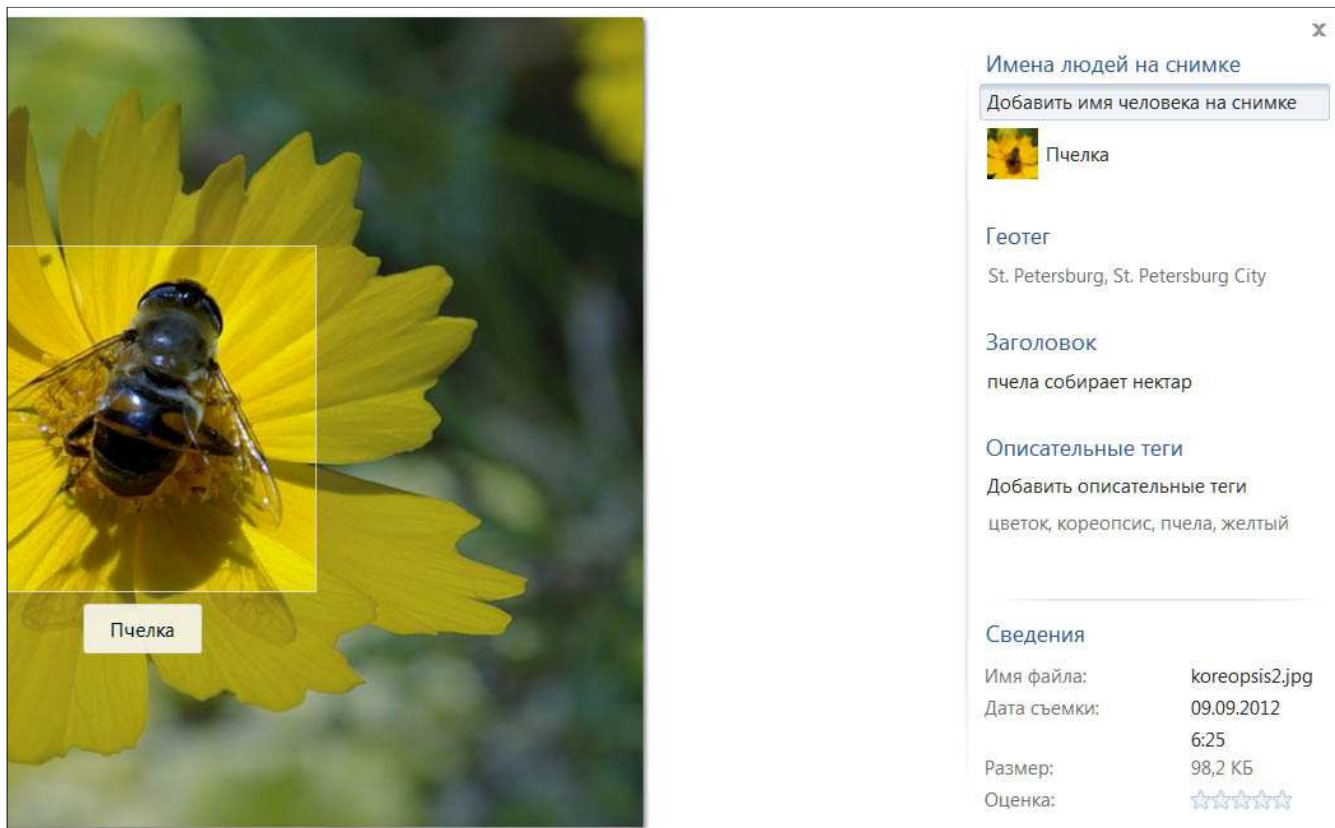 x
Имена людей на снимке
Добавить имя человека на снимке
Пчелка
Геотег
St. Petersburg, St. Petersburg City
Заголовок
пчела собирает нектар
Описательные теги
Добавить описательные теги
цветок, кореопсис, пчела, желтый
Пчелка
Сведения
Имя файла: koreopsis2.jpg
Дата съемки: 09.09.2012
6:25
Размер: 98,2 КБ
Оценка: